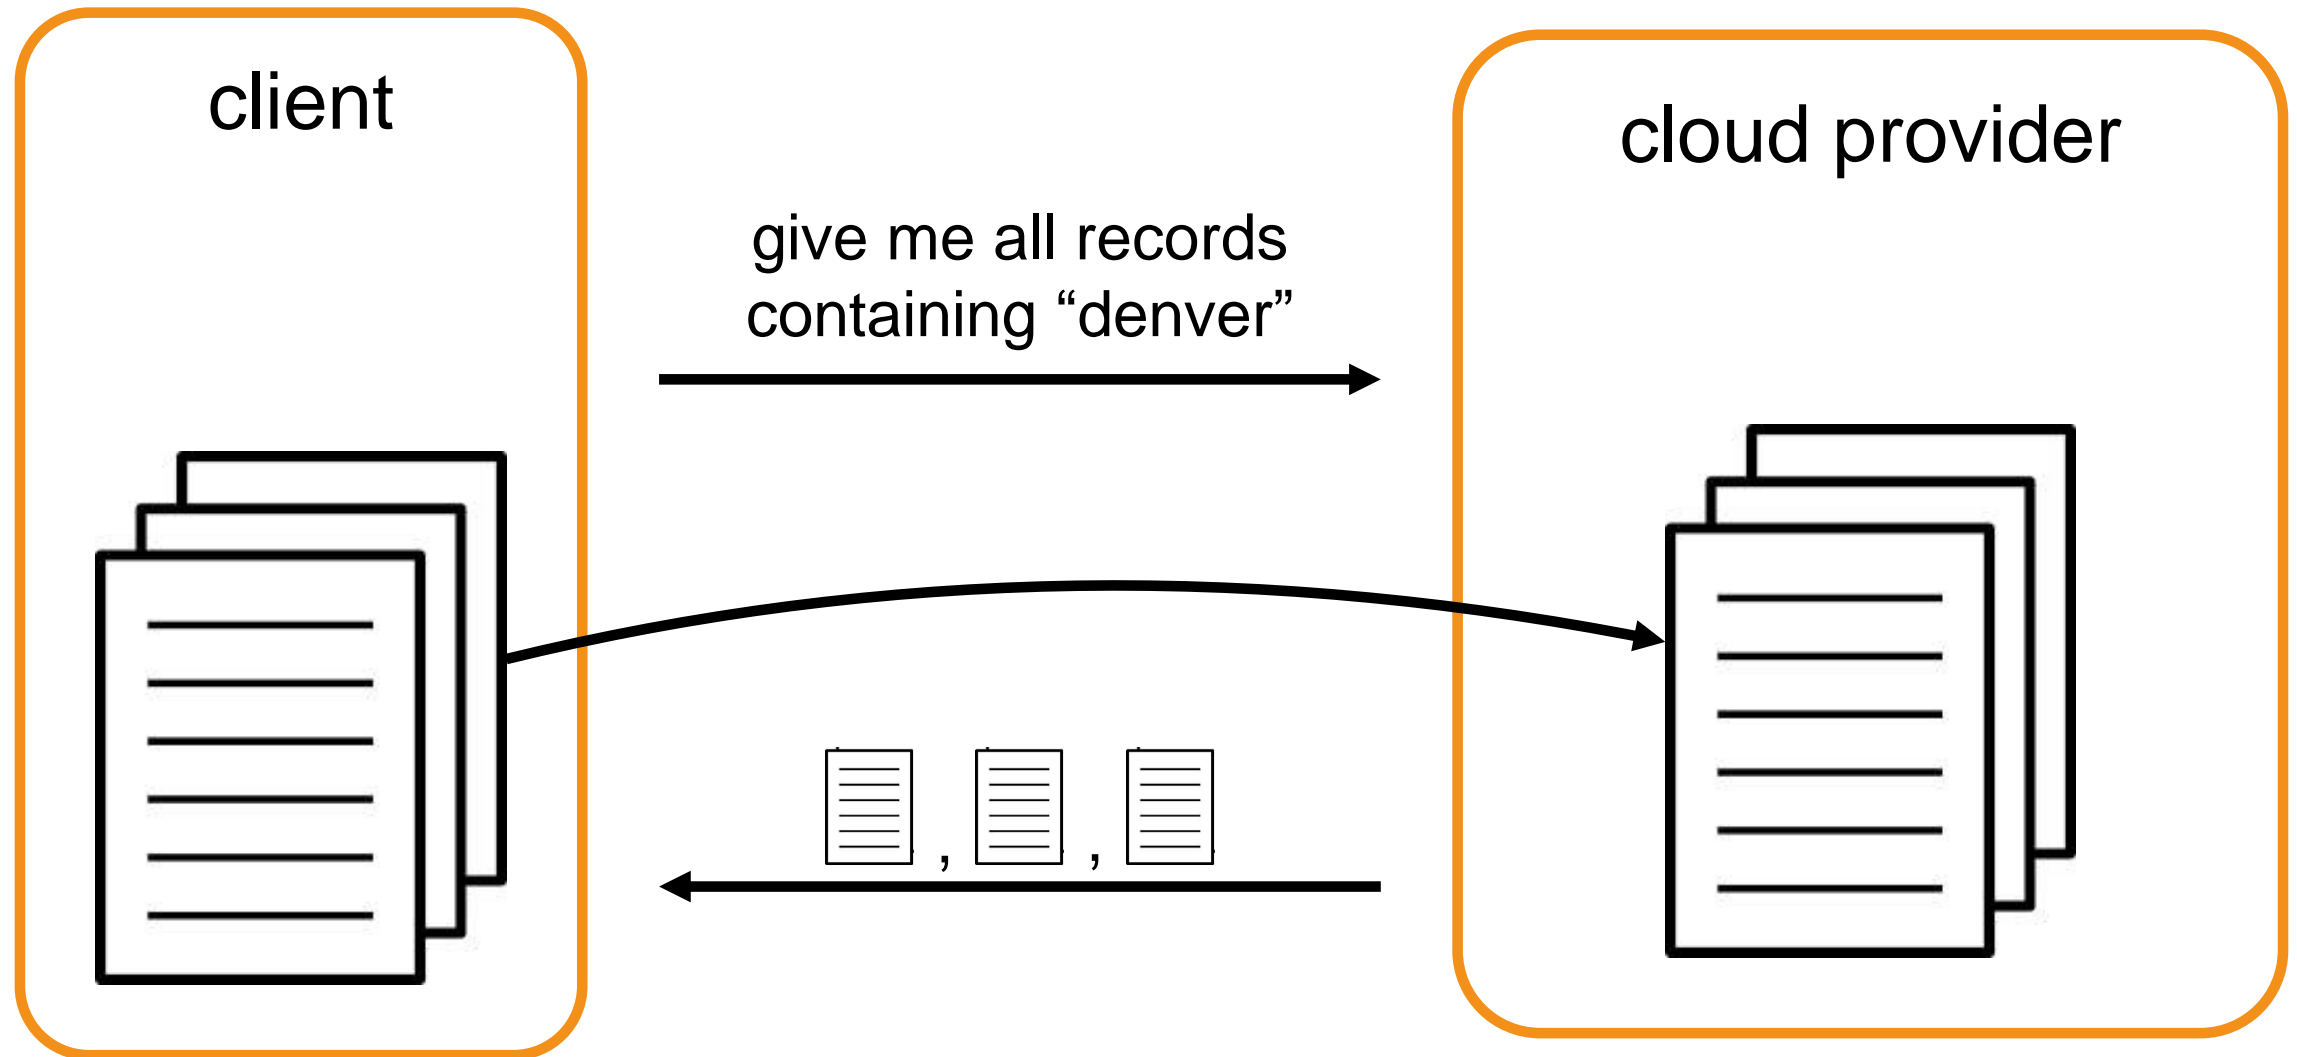 client
cloud provider
give me all records
containing “denver”
, ,